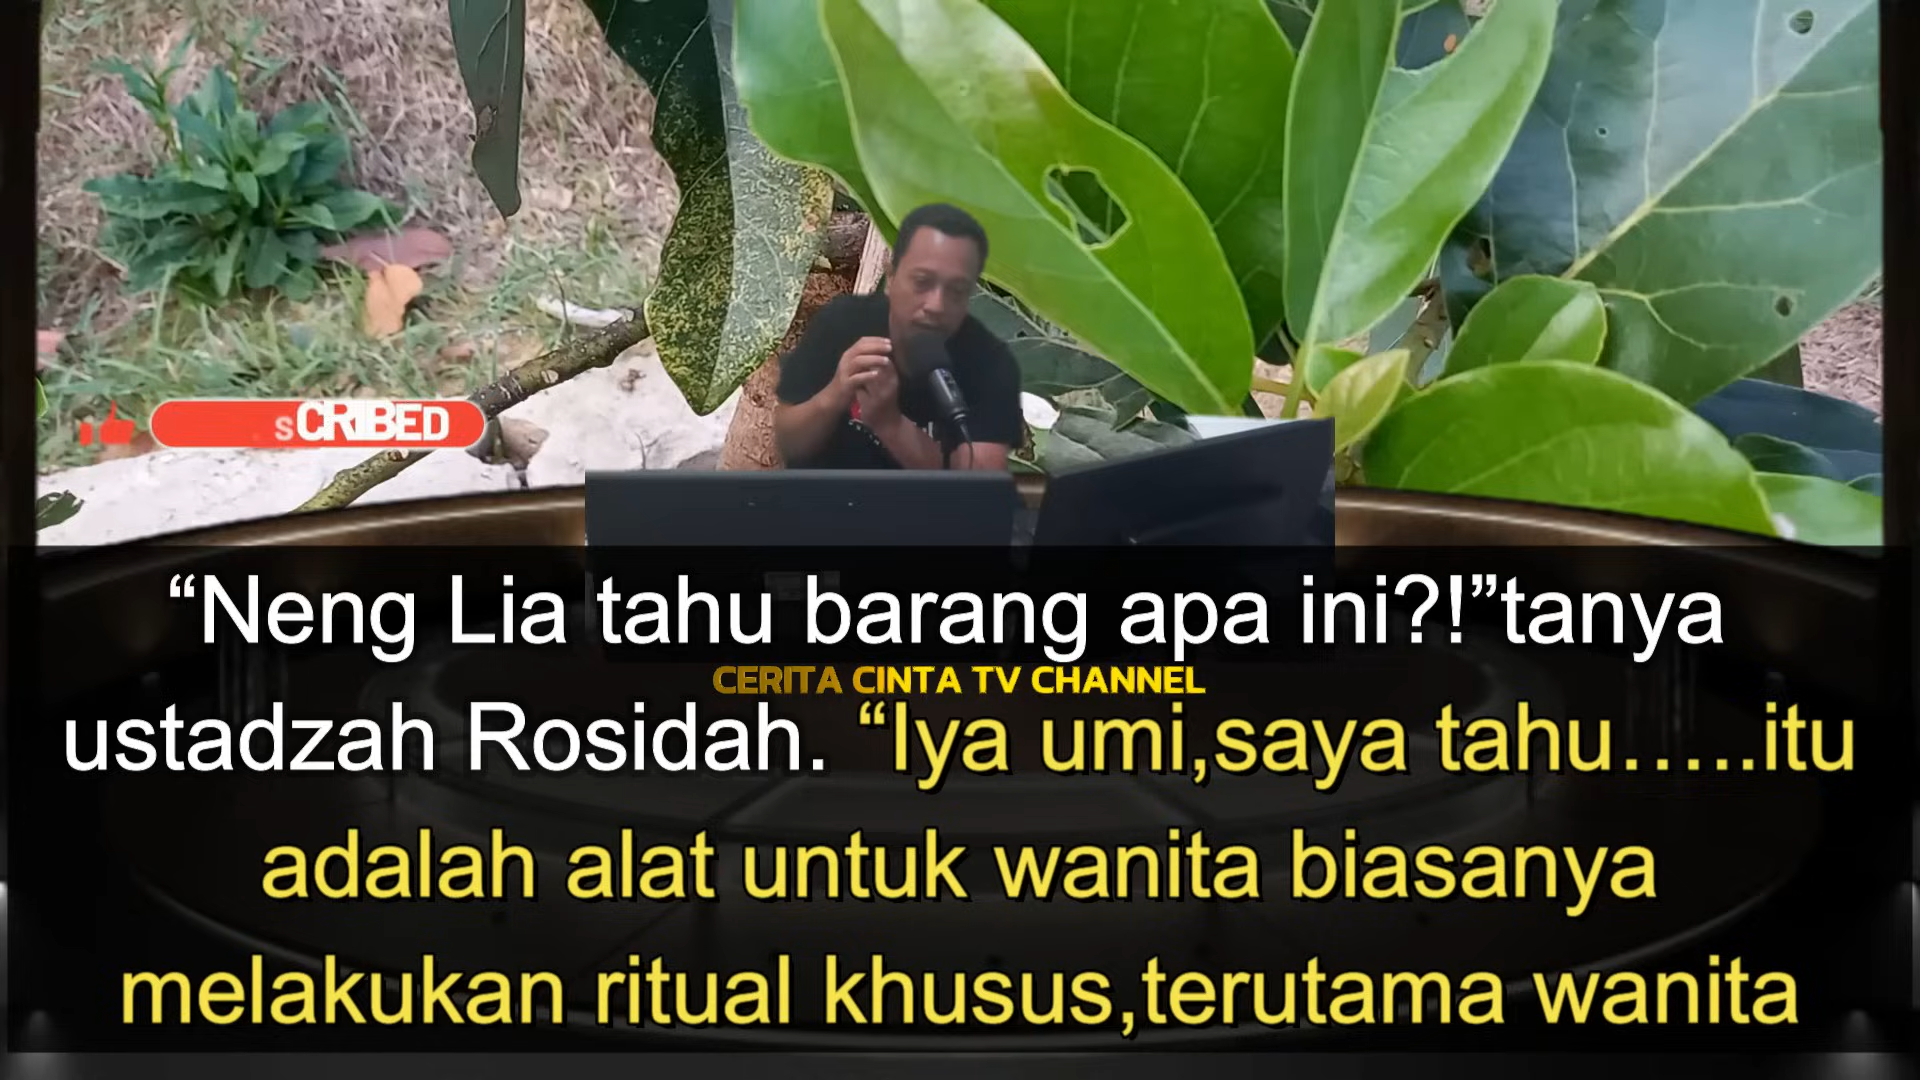 sCRIBED
“Neng Lia tahu barang apa ini?!”tanya
CERITA CINTA TV CHANNEL
ustadzah Rosidah. “Iya umi,saya tahu…..itu
adalah alat untuk wanita biasanya
melakukan ritual khusus,terutama wanita